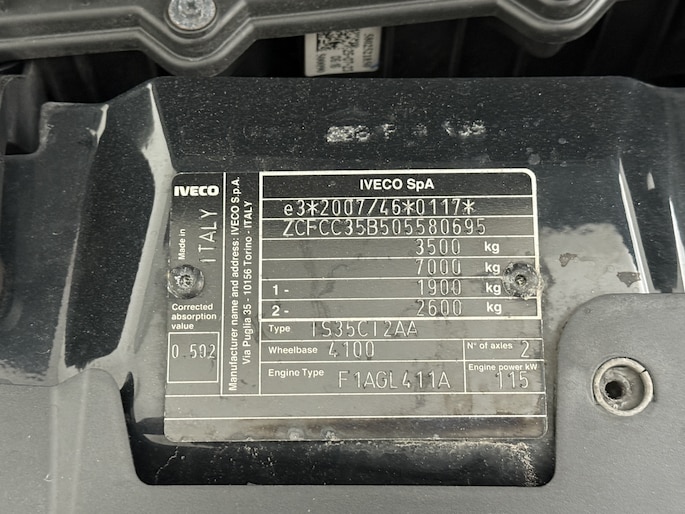 IVECO
Made in
ITALY
Corrected
absorption
value
0.502
Manufacturer name and address: IVECO S.p.A.
Via Puglia 35 - 10156 Torino - ITALY
IVECO SpA
e3*2007/46*0117*
ZCFCC35B505580695
3500 kg
7000 kg
1 - 1900 kg
2 - 2600 kg
Type IS35CI2AA
Wheelbase 4100
N° of axles 2
Engine Type F1AGL411A
Engine power kW 115